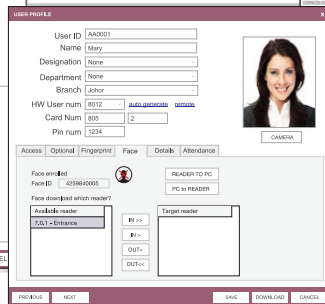 USER PROFILE x
User ID AA0001
Name Mary
Designation None
Department None
Branch Johor
HW User num 8012 auto generate remote
Card Num 805 2
Pin num 1234
CAMERA
Access Optional Fingerprint Face Details Attendance
Face enrolled
Face ID 4259840005
READER TO PC
PC to READER
Face download which reader?
Available reader
Target reader
7.0.1 - Entrance
IN >>
IN >
OUT<
OUT<<
EL
PREVIOUS NEXT SAVE DOWNLOAD CANCEL